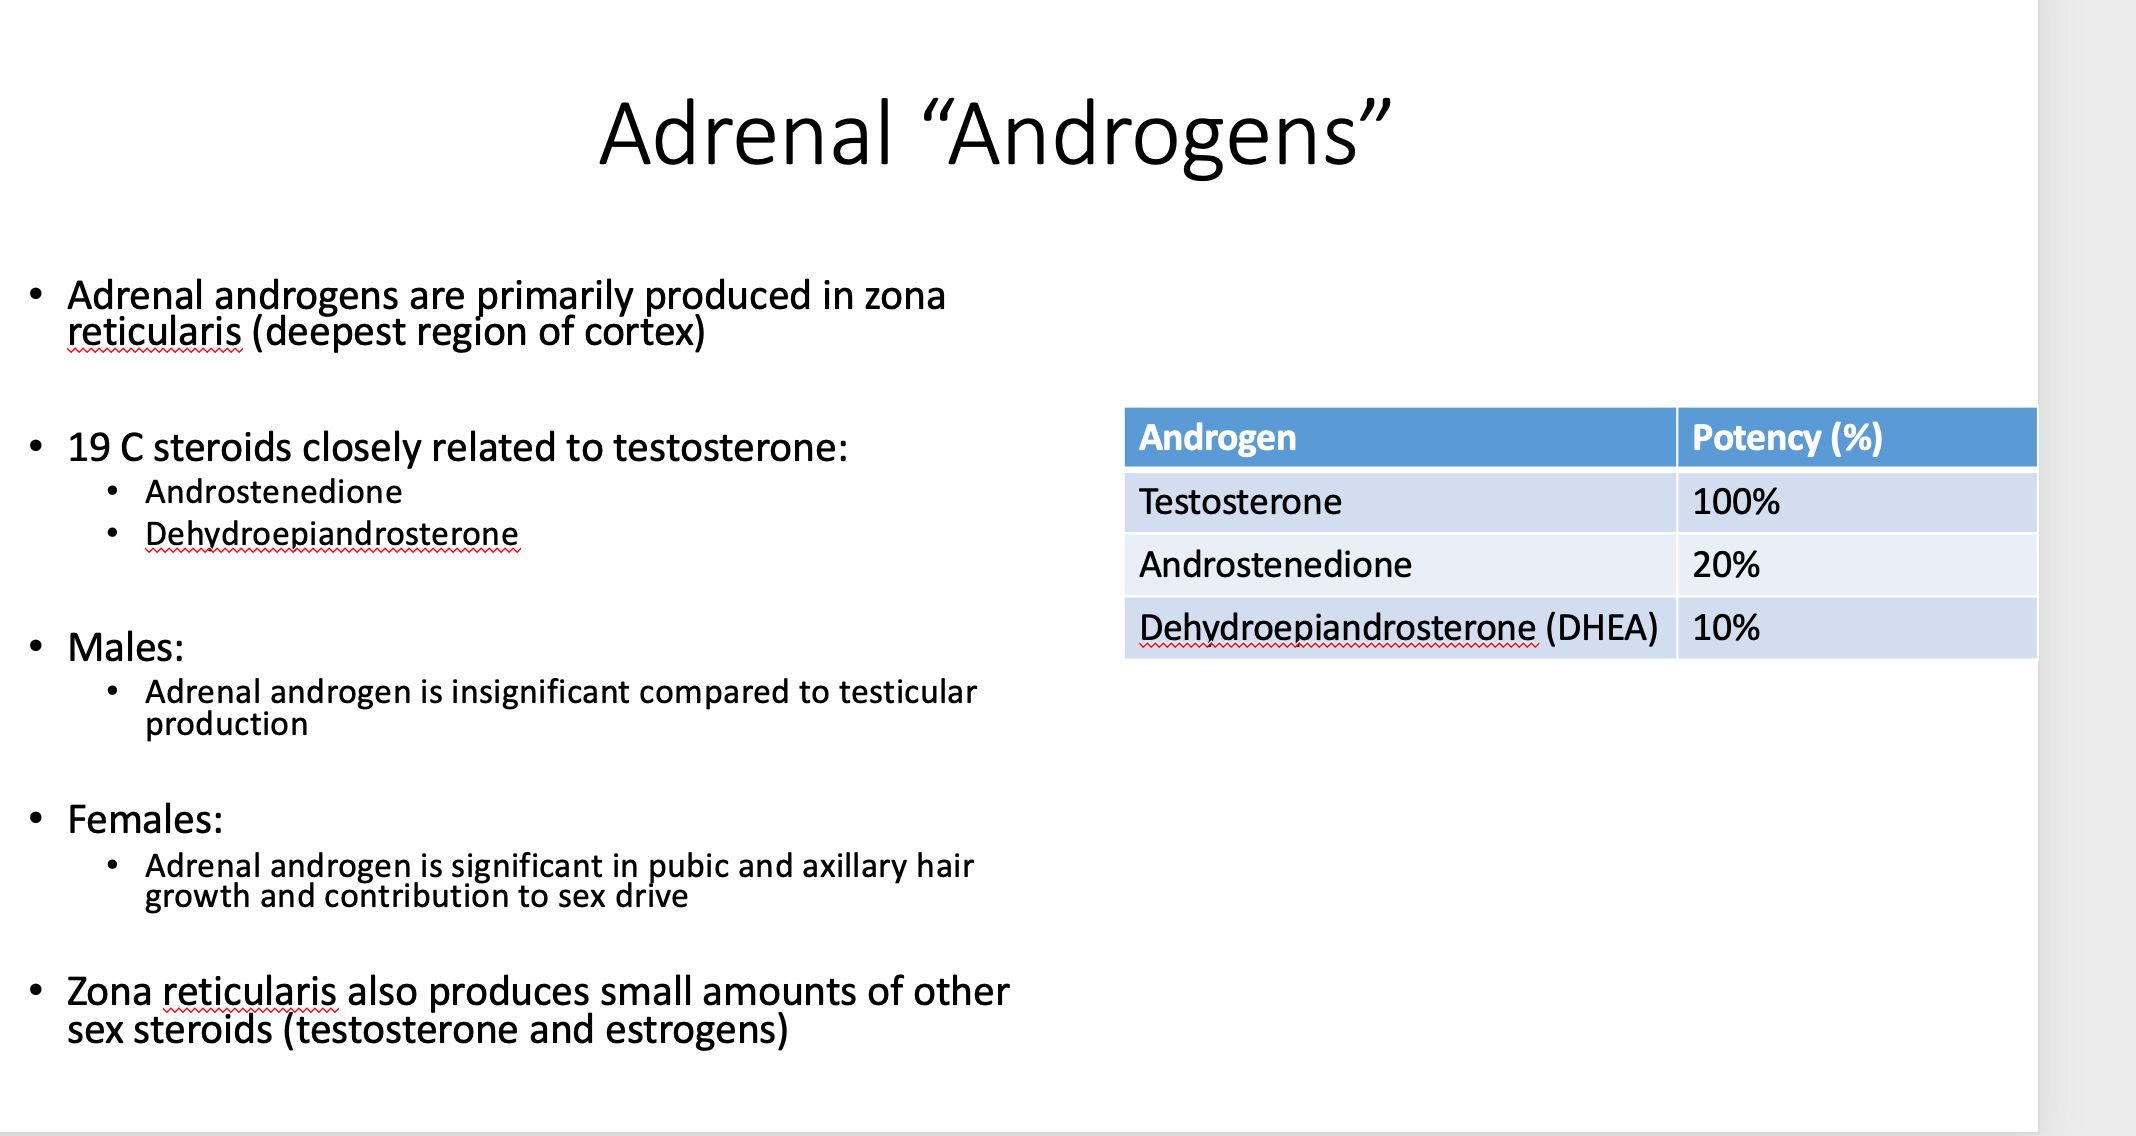 Adrenal “Androgens”
• Adrenal androgens are primarily produced in zona
reticularis (deepest region of cortex)
• 19 C steroids closely related to testosterone:
• Androstenedione
• Dehydroepiandrosterone
• Males:
• Adrenal androgen is insignificant compared to testicular
production
• Females:
• Adrenal androgen is significant in pubic and axillary hair
growth and contribution to sex drive
• Zona reticularis also produces small amounts of other
sex steroids (testosterone and estrogens)
Androgen Potency (%)
Testosterone 100%
Androstenedione 20%
Dehydroepiandrosterone (DHEA) 10%